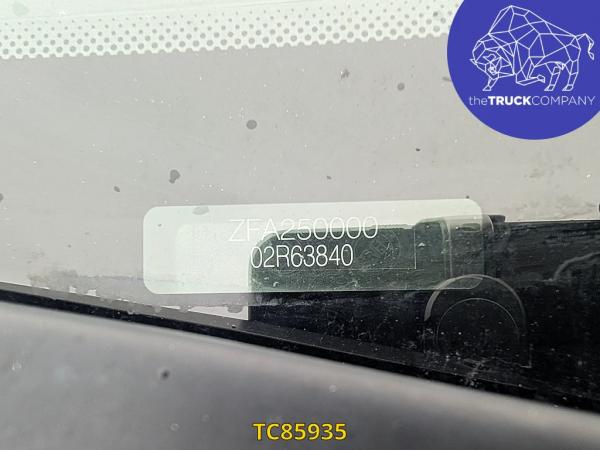 theTRUCKCOMPANY
ZFA250000
02R63840
TC85935